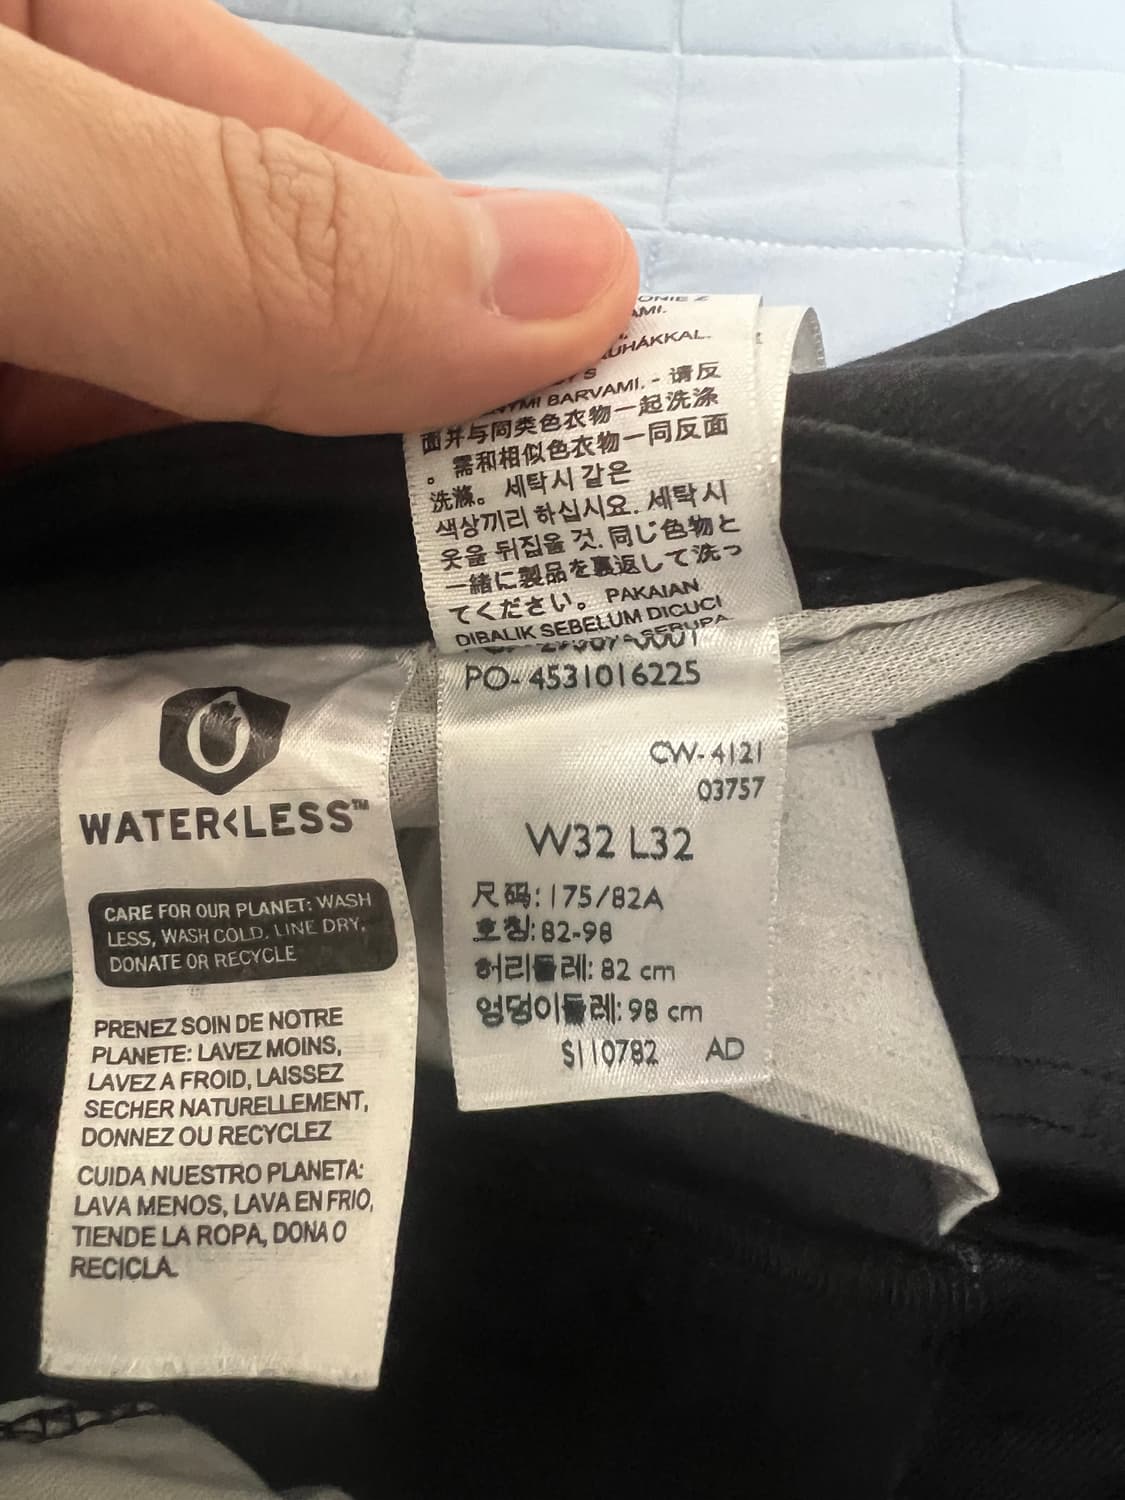 ONIE Z
AMI.
UHÁKKAL.
S
NYMI BARVAMI. - 请反
面并与同类色衣物一起洗涤
。需和相似色衣物一同反面
洗滌。 세탁시 같은
색상끼리 하십시요. 세탁시
옷을 뒤집을 것. 同じ色物と
一緒に製品を裏返して洗っ
てください。 PAKAIAN
DIBALIK SEBELUM DICUCI
PO- 4531016225
CW- 4121
03757
W32 L32
尺码: 175/82A
호칭: 82-98
허리둘레: 82 cm
엉덩이둘레: 98 cm
S110782 AD
WATER<LESS™
CARE FOR OUR PLANET: WASH
LESS, WASH COLD, LINE DRY,
DONATE OR RECYCLE
PRENEZ SOIN DE NOTRE
PLANETE: LAVEZ MOINS,
LAVEZ A FROID, LAISSEZ
SECHER NATURELLEMENT,
DONNEZ OU RECYCLEZ
CUIDA NUESTRO PLANETA:
LAVA MENOS, LAVA EN FRIO,
TIENDE LA ROPA, DONA O
RECICLA.